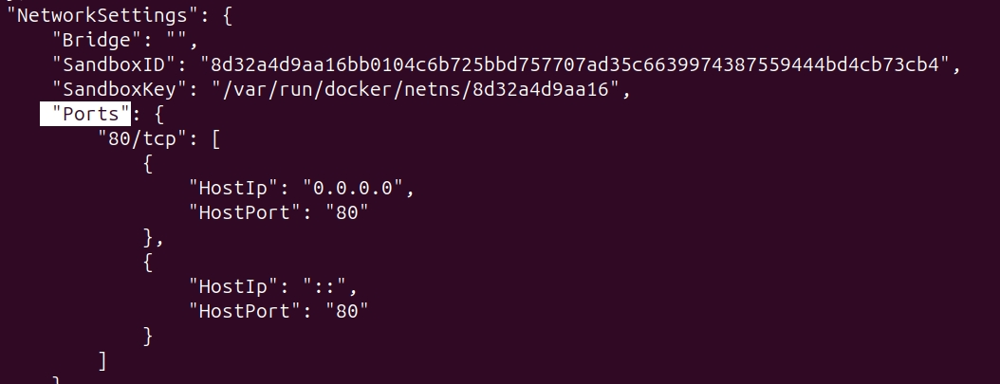 "NetworkSettings": {
"Bridge": "",
"SandboxID": "8d32a4d9aa16bb0104c6b725bbd757707ad35c6639974387559444bd4cb73cb4",
"SandboxKey": "/var/run/docker/netns/8d32a4d9aa16",
"Ports": {
"80/tcp": [
{
"HostIp": "0.0.0.0",
"HostPort": "80"
},
{
"HostIp": "::",
"HostPort": "80"
}
]
}